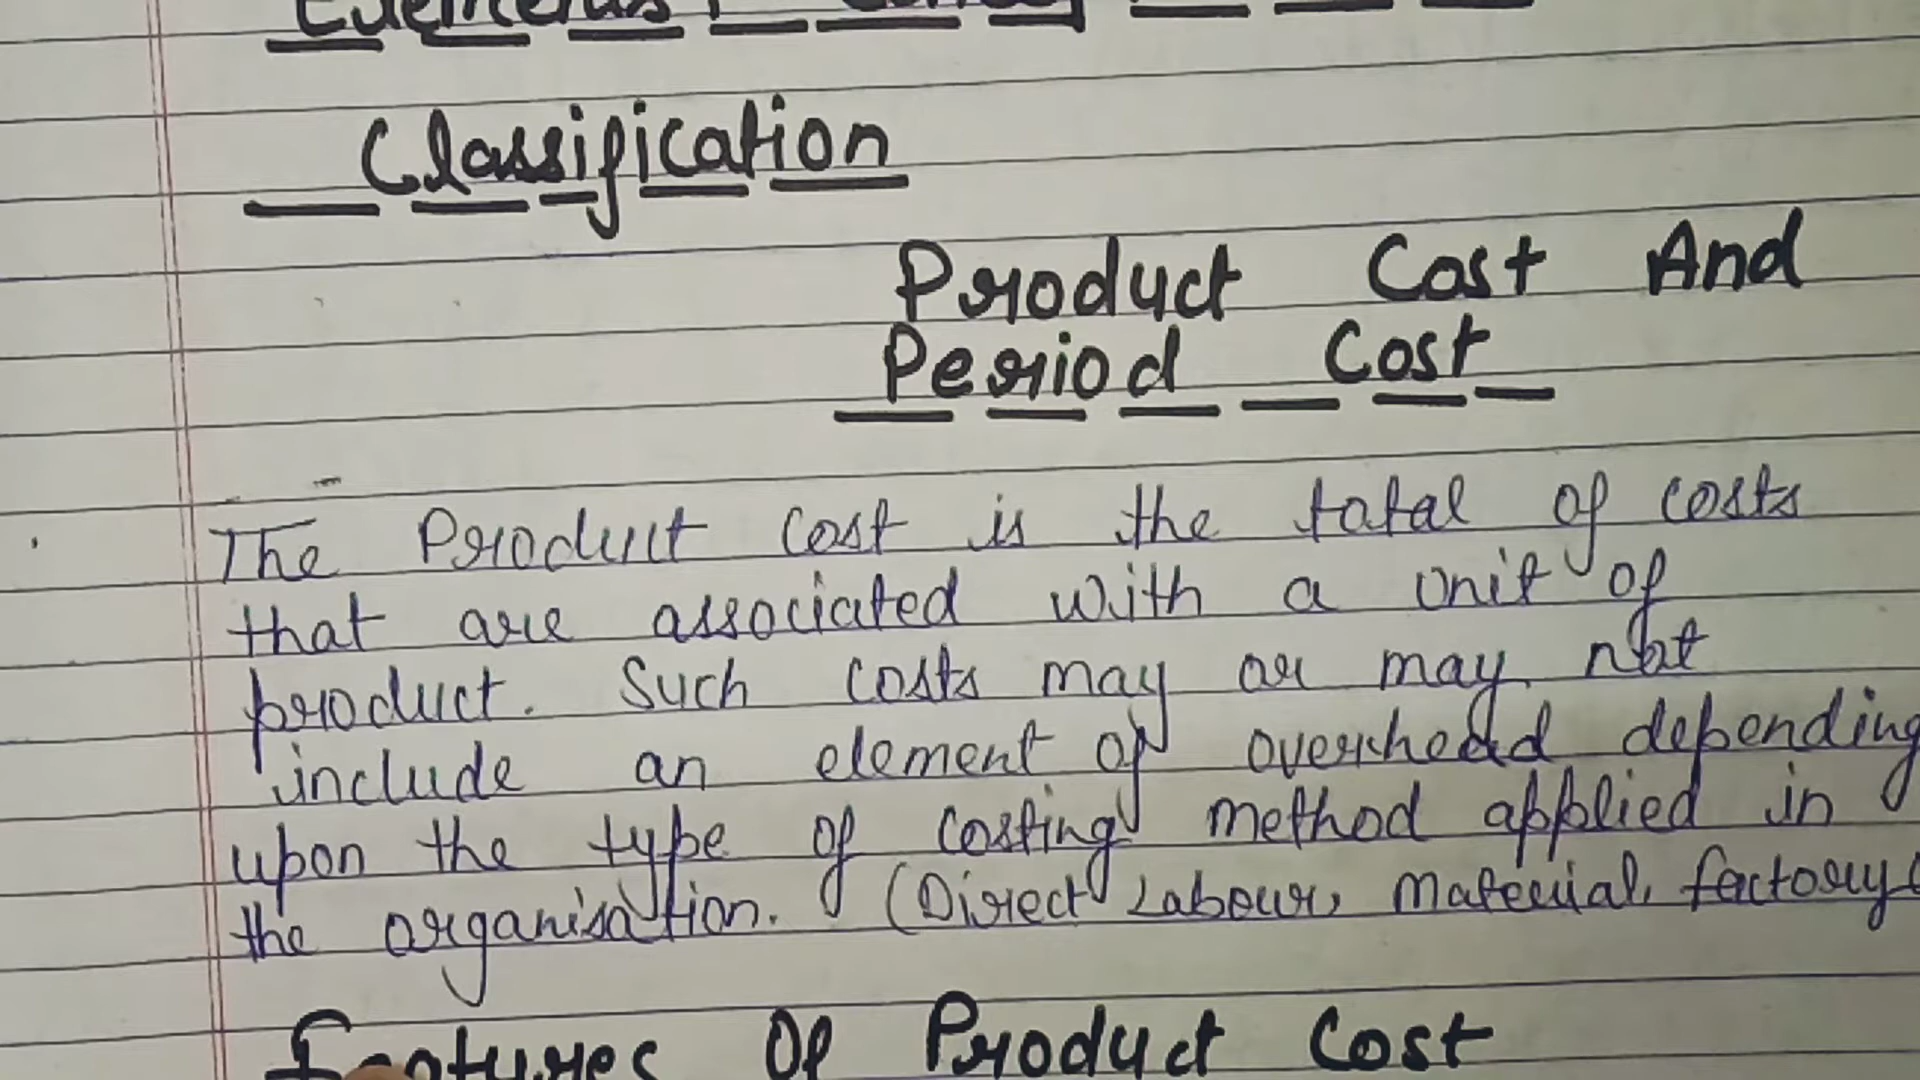 Classification
Product Cost And
Period Cost
The Product cost is the total of costs
that are associated with a unit of
product. Such costs may or may not
include an element of overhead depending
upon the type of costing method applied in
the organisation. (Direct Labour, Material, factory
Features Of Product Cost